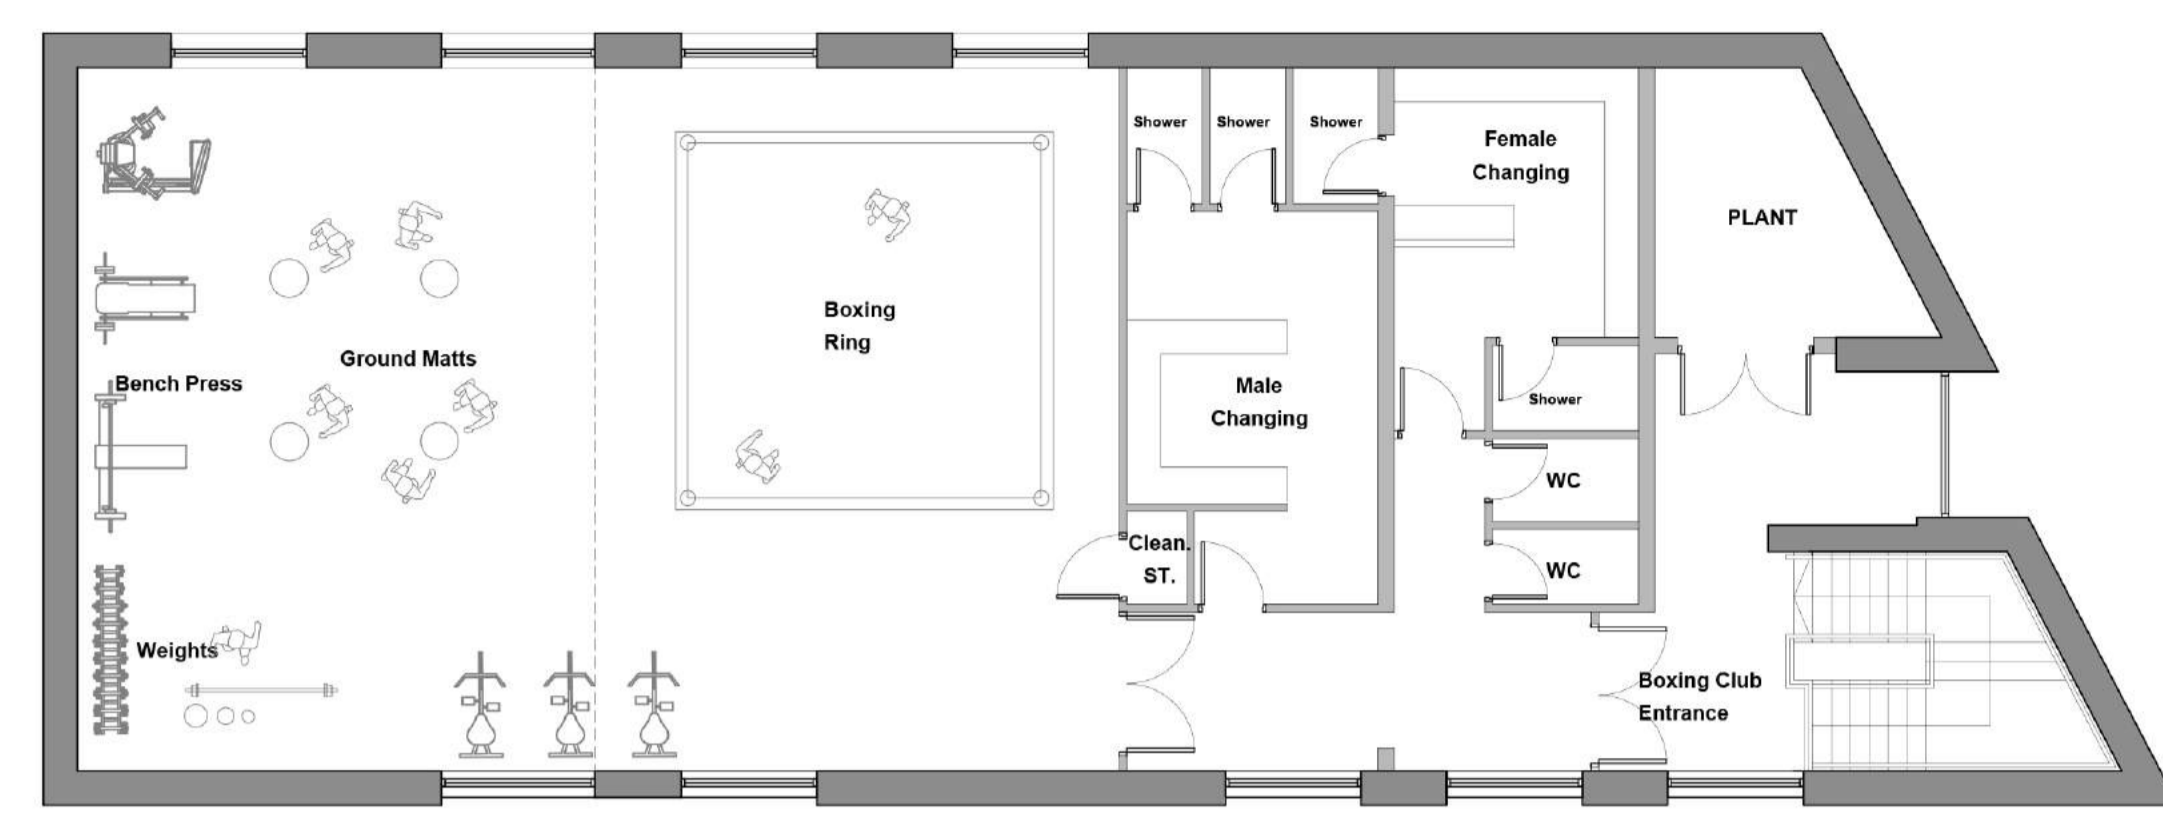 Shower
Shower
Shower
Female
Changing
PLANT
Boxing
Ring
Ground Matts
Bench Press
Male
Changing
Shower
WC
Clean.
ST.
WC
Weights
Boxing Club
Entrance